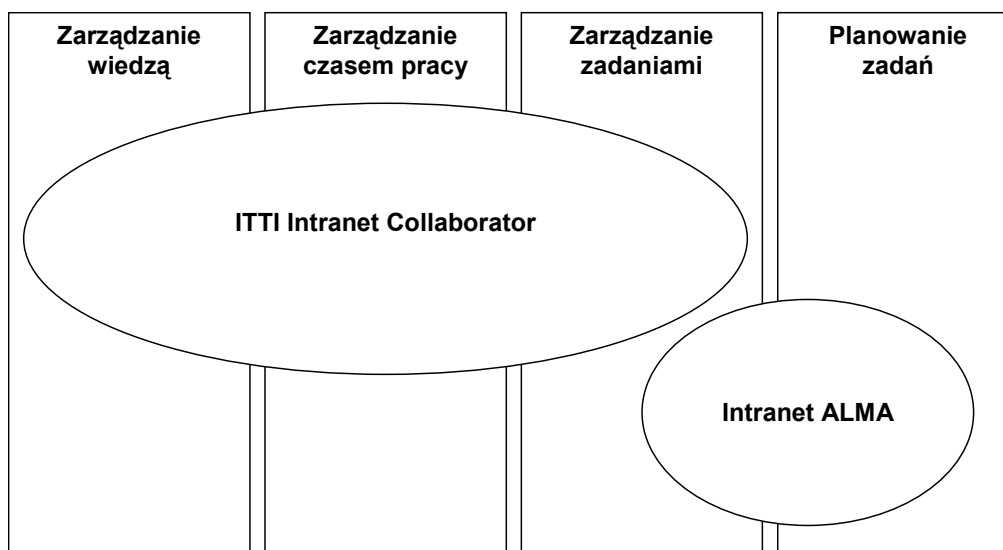 Zarządzanie
wiedzą
Zarządzanie
czasem pracy
Zarządzanie
zadaniami
Planowanie
zadań
ITTI Intranet Collaborator
Intranet ALMA